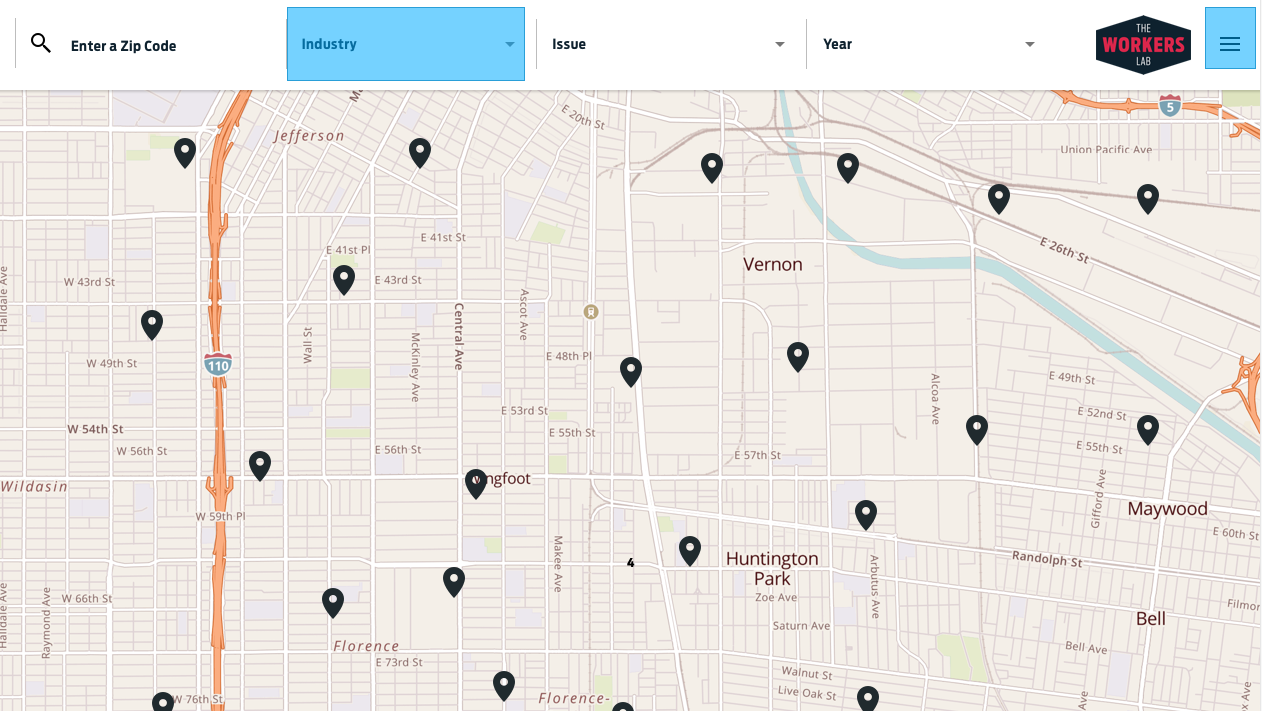 Enter a Zip Code
Industry
Issue
Year
THE
WORKERS
LAB
E 20th St
5
Jefferson
Union Pacific Ave
E 41st St
E 41st Pl
E 26th St
Vernon
W 43rd St
E 43rd St
Halldale Ave
Ascot Ave
Central Ave
Wall St
McKinley Ave
E 48th Pl
W 49th St
110
E 49th St
Alcoa Ave
E 53rd St
E 52nd St
W 54th St
E 55th St
E 55th St
W 56th St
E 56th St
E 57th St
Wildasin
ngfoot
Gifford Ave
Maywood
W 59th Pl
E 60th St
Makee Ave
4
Huntington
Park
Randolph St
Arbutus Ave
Halldale Ave
Raymond Ave
W 66th St
Zoe Ave
Filmo
Saturn Ave
Bell
Florence
Bell Ave
E 73rd St
Walnut St
Live Oak St
W 76th St
Florence-
Ave
x Ave